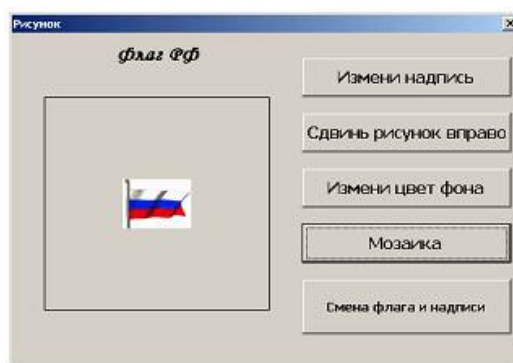 Рисунок
Флаг РФ
Измени надпись
Сдвинь рисунок вправо
Измени цвет фона
Мозаика
Смена флага и надписи